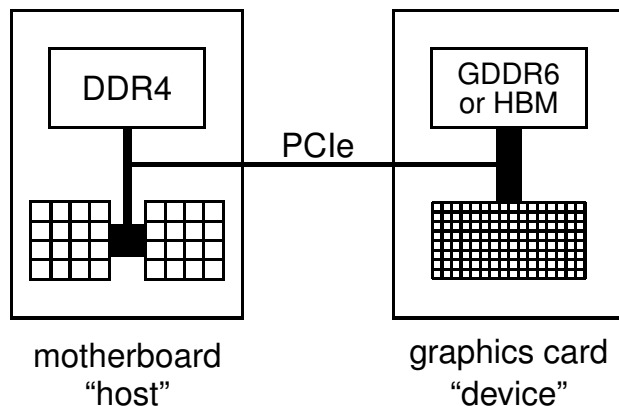 DDR4
GDDR6
or HBM
PCIe
motherboard
“host”
graphics card
“device”